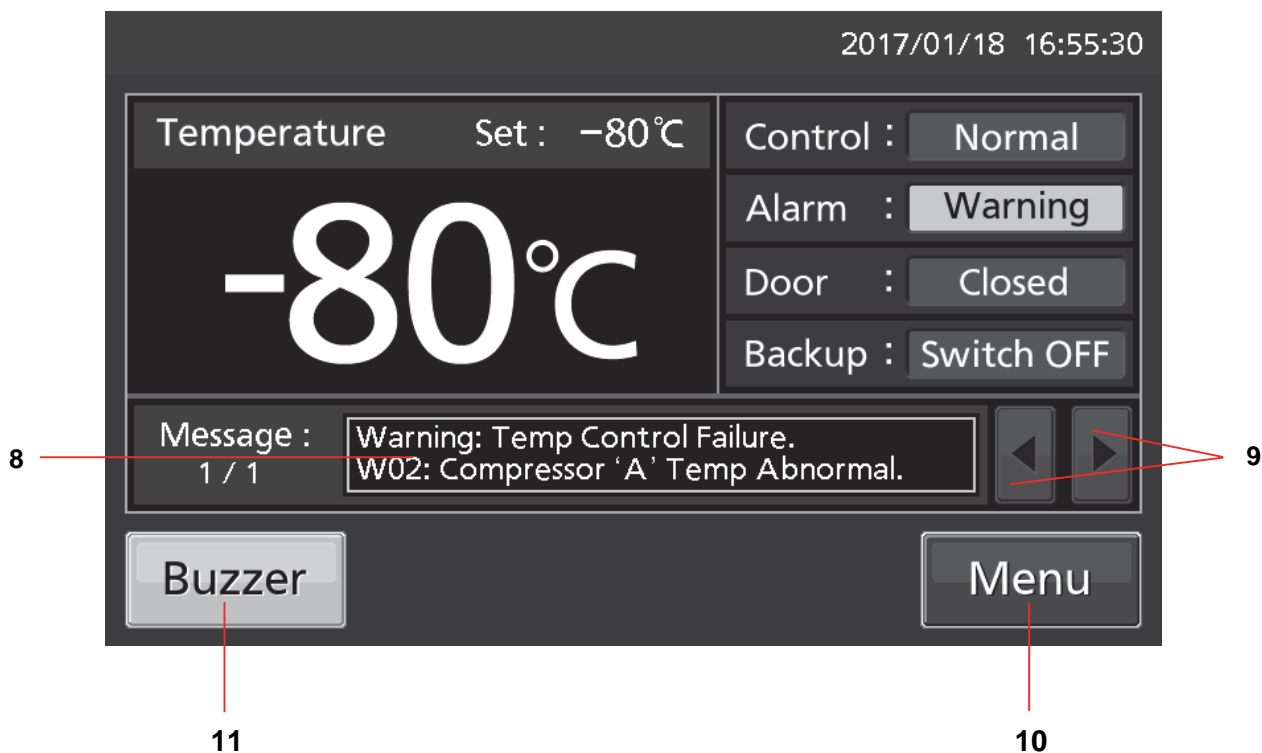 2017/01/18 16:55:30
Temperature Set : −80℃
-80℃
Control : Normal
Alarm : Warning
Door : Closed
Backup : Switch OFF
Message :
1 / 1
Warning: Temp Control Failure.
W02: Compressor ‘A’ Temp Abnormal.
8
9
Buzzer
Menu
11
10